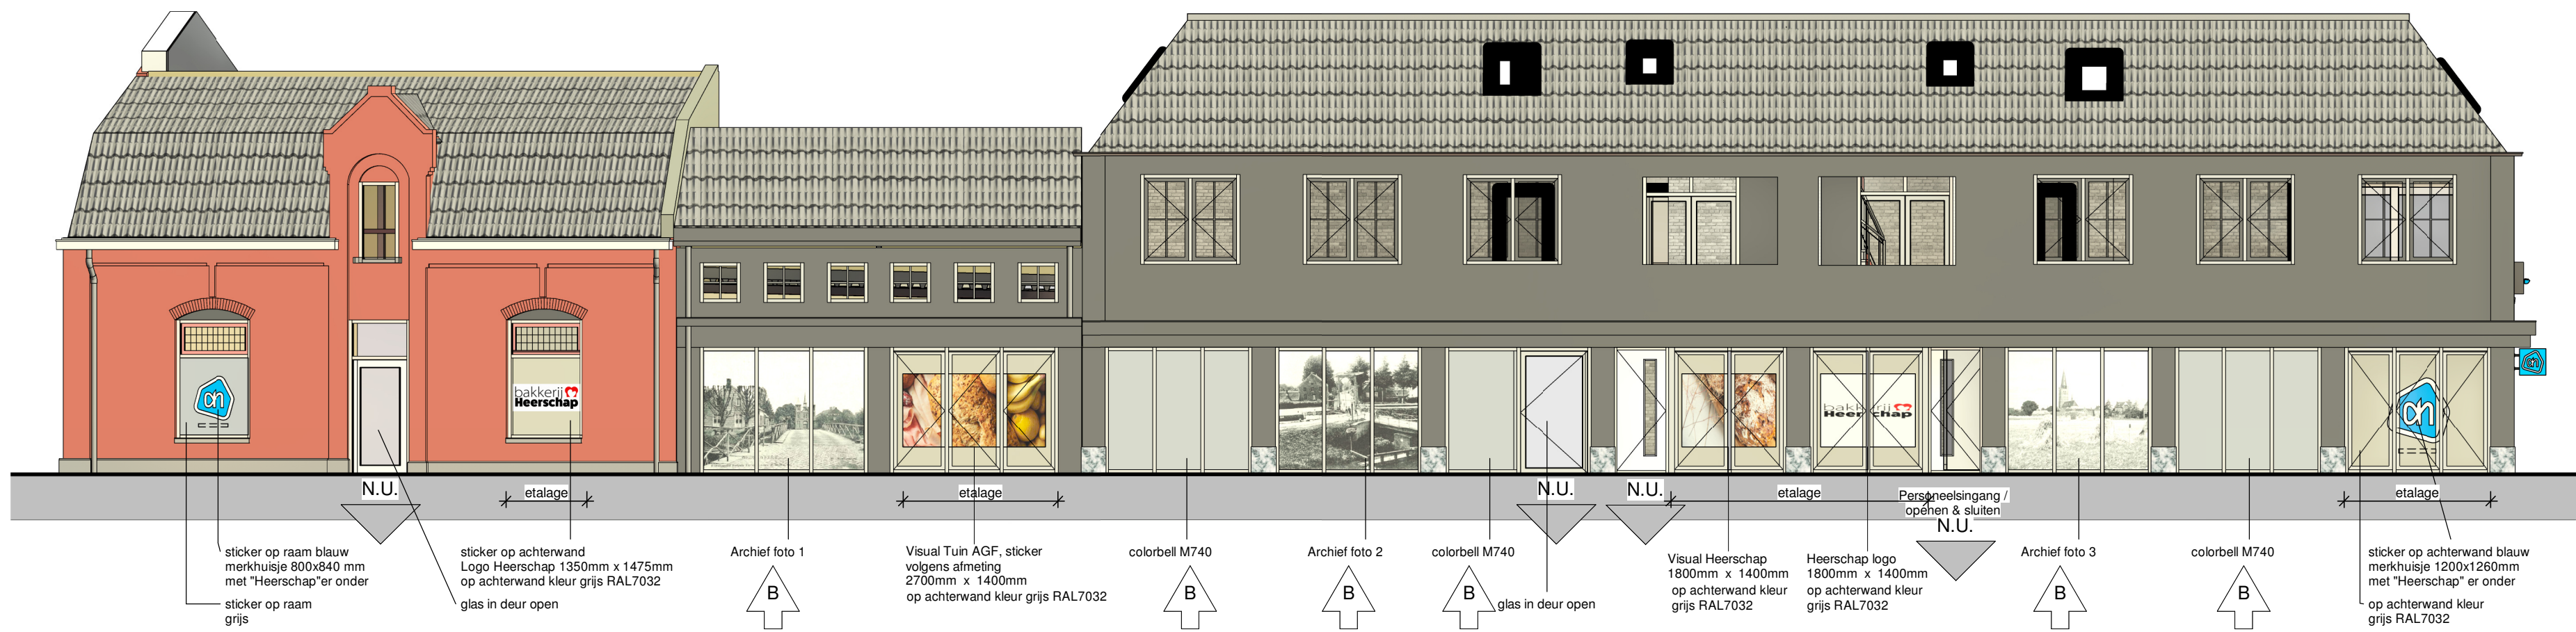 bakkerij
Heerschap
bakkerij
Heerschap
N.U.
etalage
etalage
N.U.
N.U.
etalage
Personeelsingang /
openen & sluiten
N.U.
etalage
sticker op raam blauw
merkhuisje 800x840 mm
met "Heerschap"er onder
sticker op raam
grijs
sticker op achterwand
Logo Heerschap 1350mm x 1475mm
op achterwand kleur grijs RAL7032
glas in deur open
Archief foto 1
B
Visual Tuin AGF, sticker
volgens afmeting
2700mm x 1400mm
op achterwand kleur grijs RAL7032
colorbell M740
B
Archief foto 2
B
colorbell M740
B
glas in deur open
Visual Heerschap
1800mm x 1400mm
op achterwand kleur
grijs RAL7032
Heerschap logo
1800mm x 1400mm
op achterwand kleur
grijs RAL7032
Archief foto 3
B
colorbell M740
B
sticker op achterwand blauw
merkhuisje 1200x1260mm
met "Heerschap" er onder
op achterwand kleur
grijs RAL7032